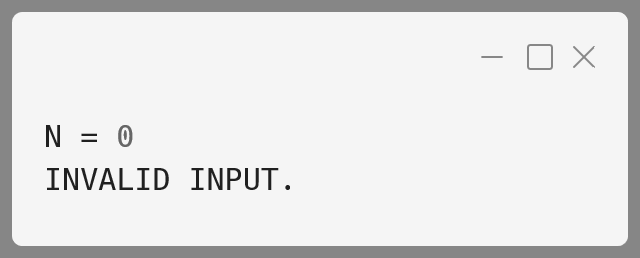 N = 0
INVALID INPUT.